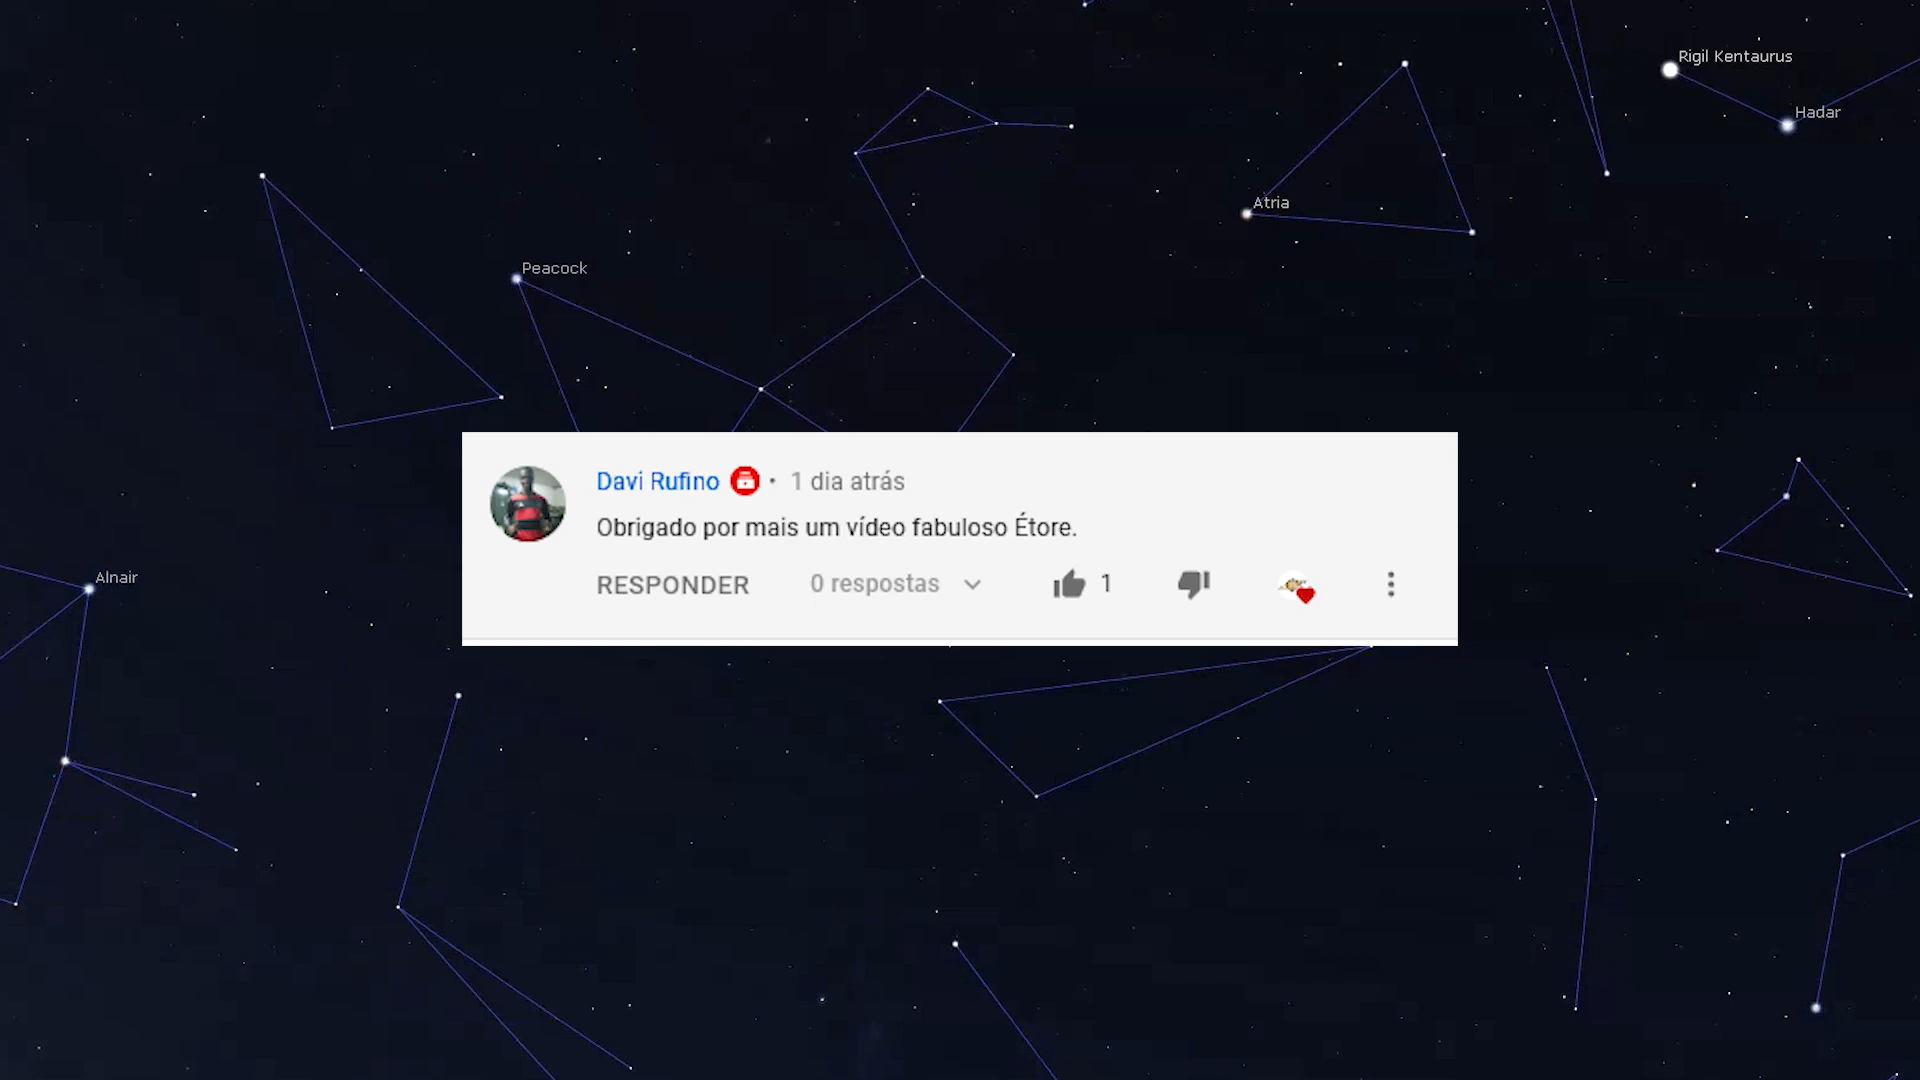 Rigil Kentaurus
Hadar
Atria
Peacock
Davi Rufino • 1 dia atrás
Obrigado por mais um vídeo fabuloso Étore.
Alnair
RESPONDER 0 respostas 1